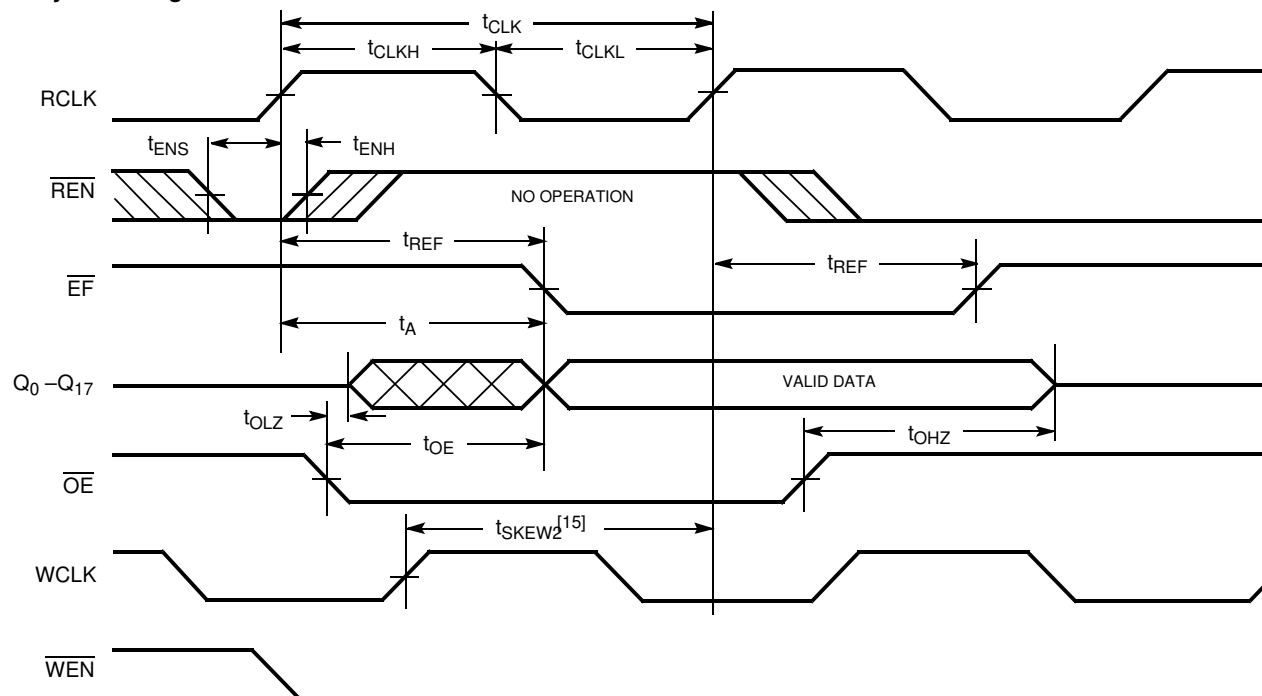 tCLK
tCLKH
tCLKL
RCLK
tENS
tENH
REN
NO OPERATION
tREF
tREF
EF
tA
Q0 –Q17
VALID DATA
tOLZ
tOE
tOHZ
OE
tSKEW2[15]
WCLK
WEN